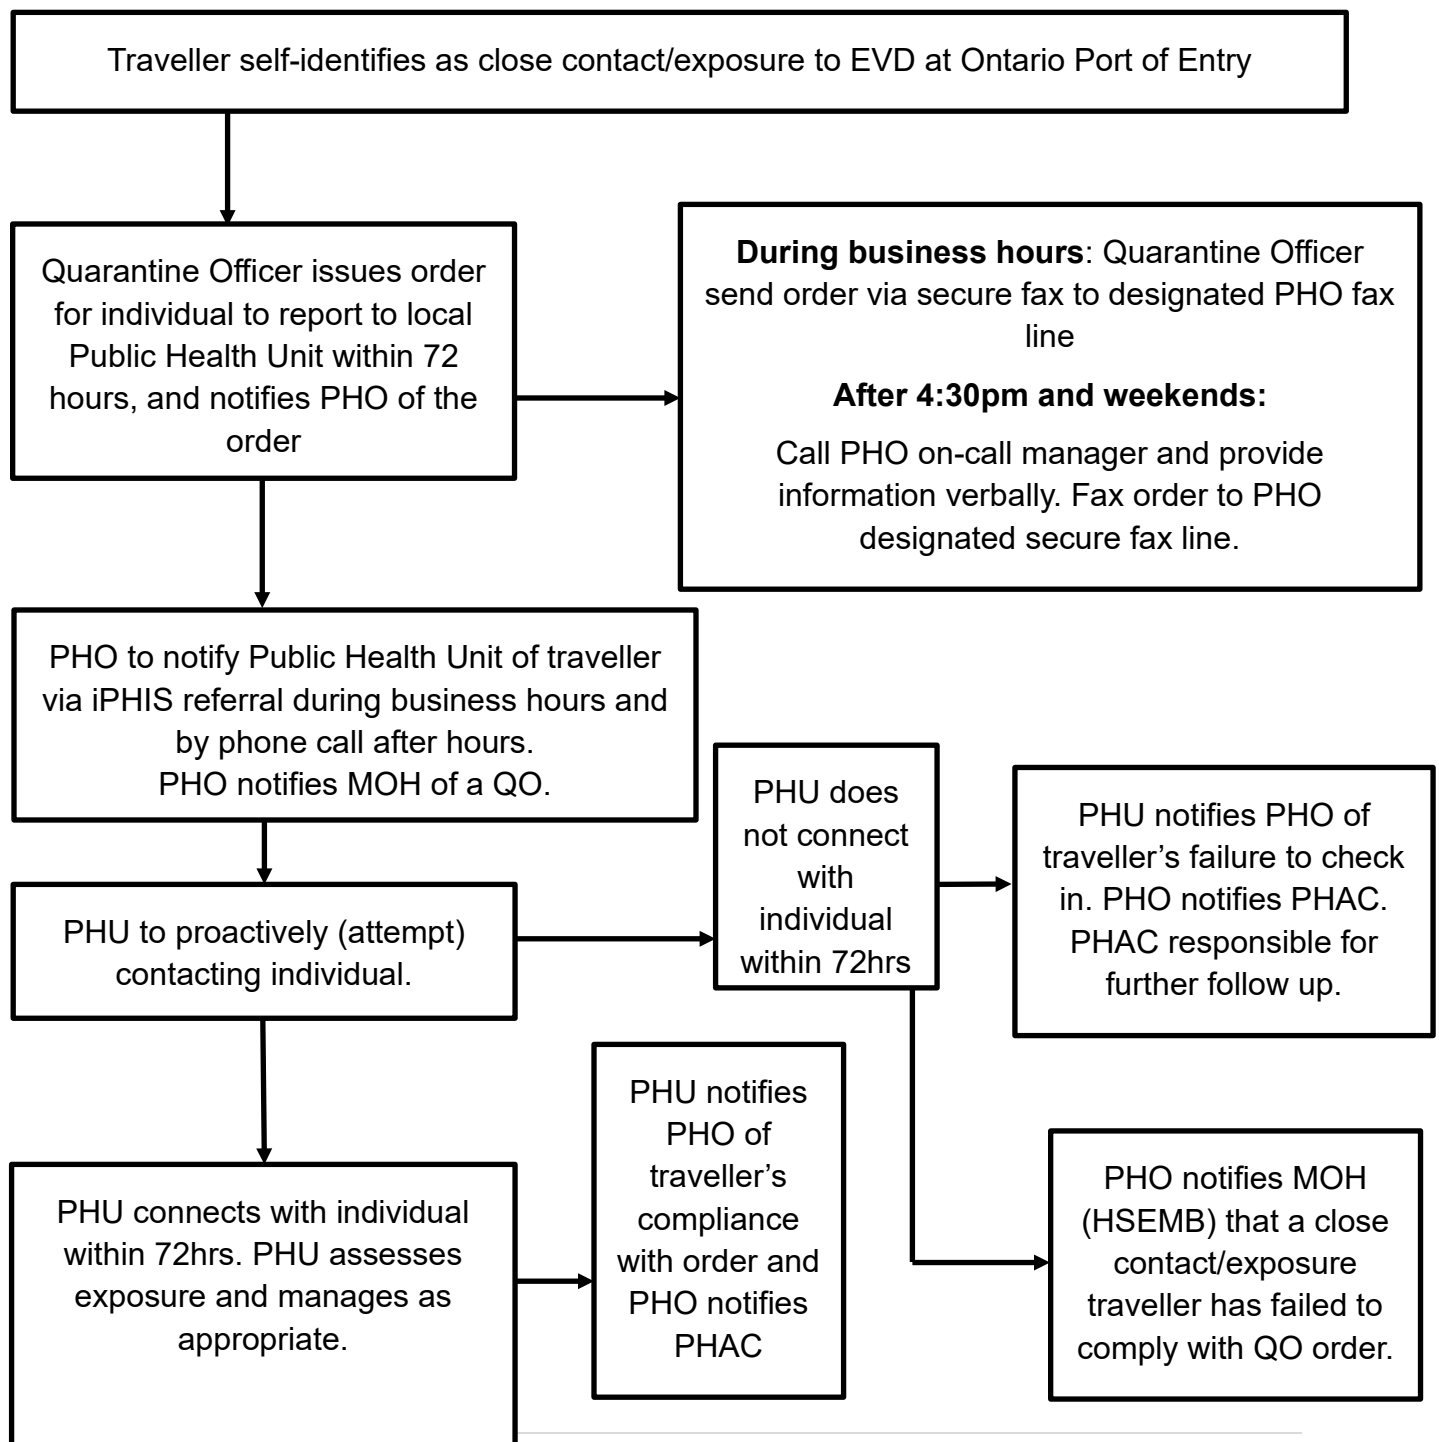 Traveller self-identifies as close contact/exposure to EVD at Ontario Port of Entry
Quarantine Officer issues order
for individual to report to local
Public Health Unit within 72
hours, and notifies PHO of the
order
During business hours: Quarantine Officer
send order via secure fax to designated PHO fax
line
After 4:30pm and weekends:
Call PHO on-call manager and provide
information verbally. Fax order to PHO
designated secure fax line.
PHO to notify Public Health Unit of traveller
via iPHIS referral during business hours and
by phone call after hours.
PHO notifies MOH of a QO.
PHU does
not connect
with
individual
within 72hrs
PHU notifies PHO of
traveller’s failure to check
in. PHO notifies PHAC.
PHAC responsible for
further follow up.
PHU to proactively (attempt)
contacting individual.
PHU notifies
PHO of
traveller’s
compliance
with order and
PHO notifies
PHAC
PHO notifies MOH
(HSEMB) that a close
contact/exposure
traveller has failed to
comply with QO order.
PHU connects with individual
within 72hrs. PHU assesses
exposure and manages as
appropriate.